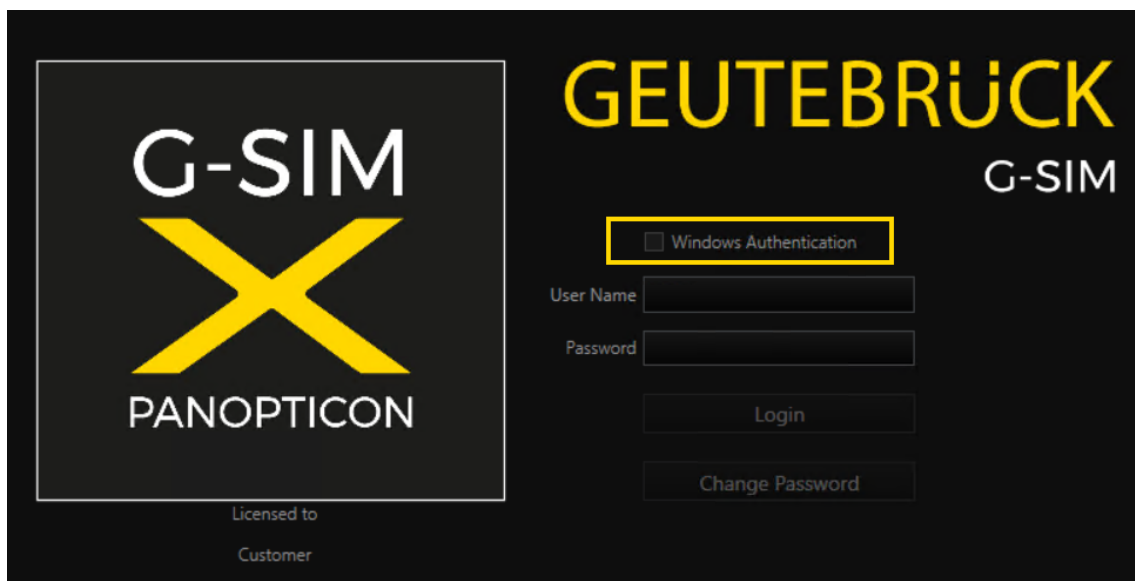 G-SIM
X
PANOPTICON
Licensed to
Customer
GEUTEBRÜCK
G-SIM
Windows Authentication
User Name
Password
Login
Change Password